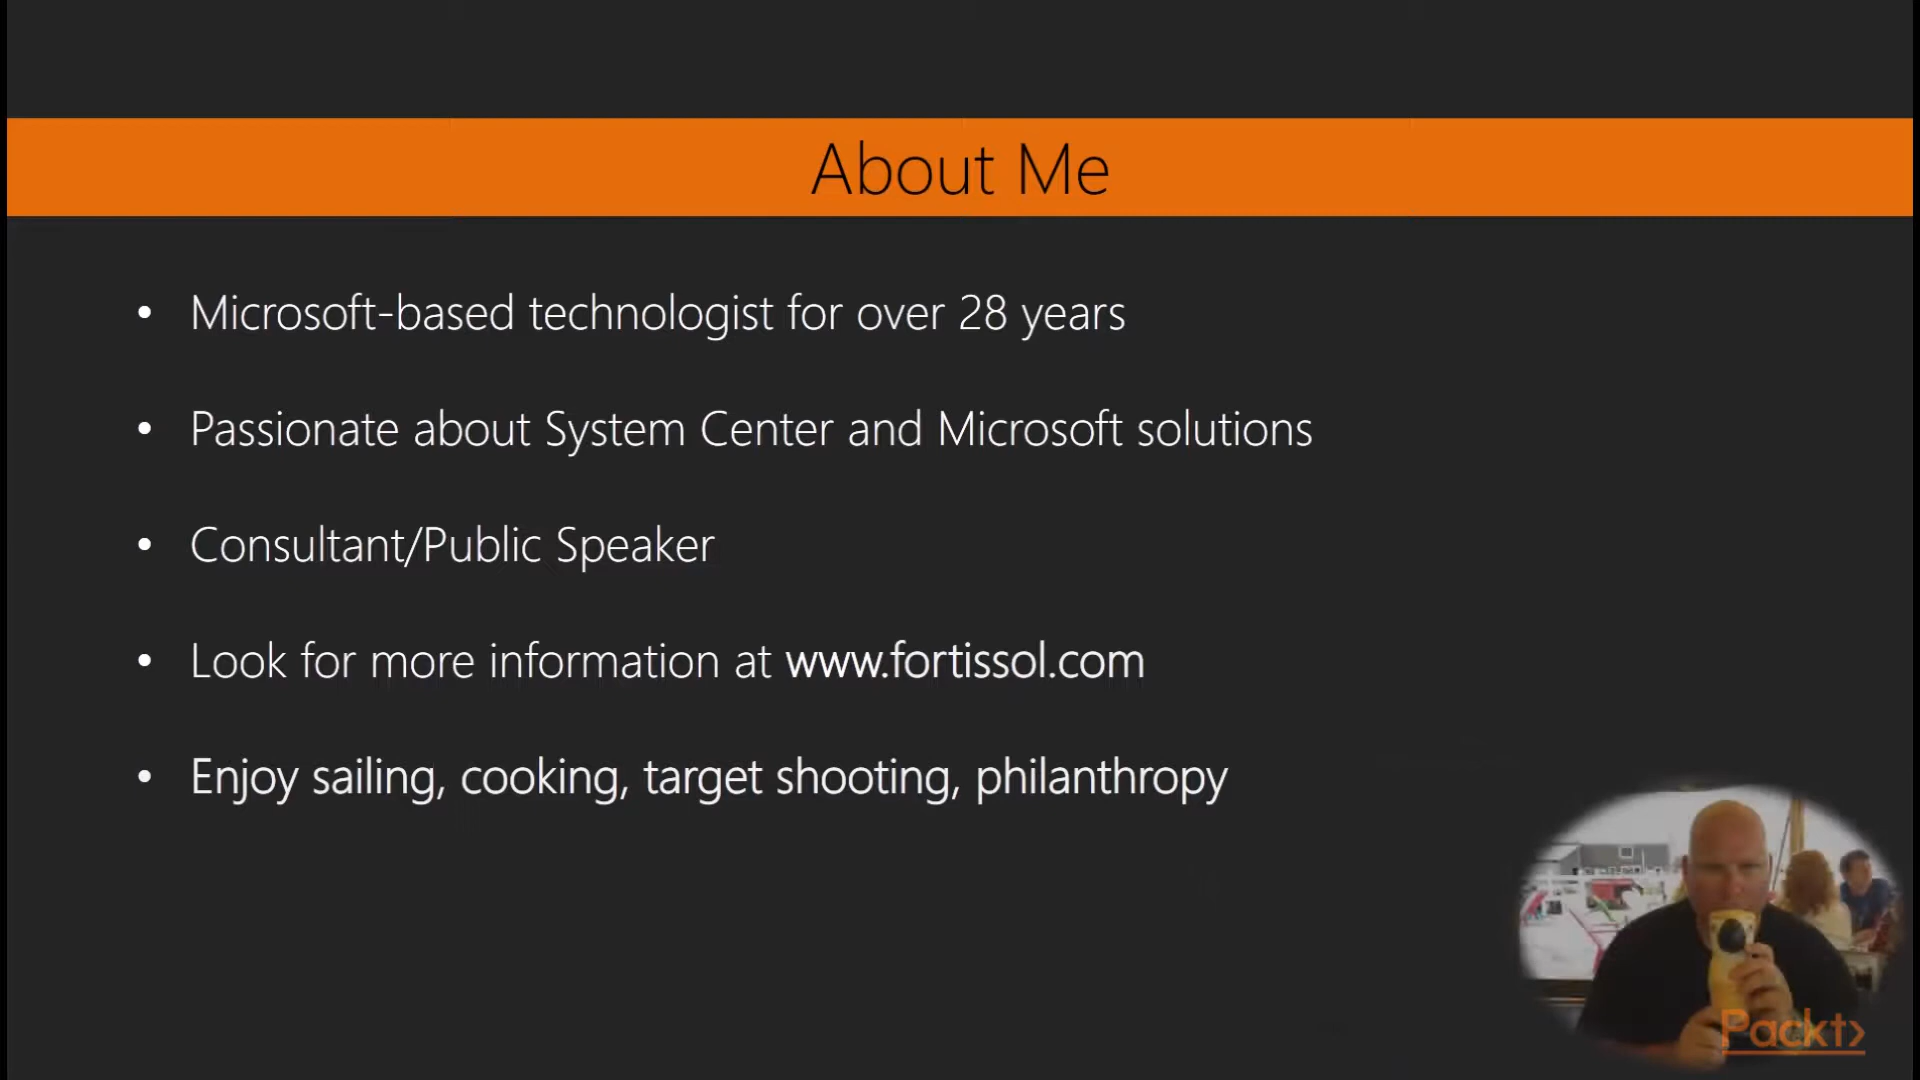 About Me
• Microsoft-based technologist for over 28 years
• Passionate about System Center and Microsoft solutions
• Consultant/Public Speaker
• Look for more information at www.fortissol.com
• Enjoy sailing, cooking, target shooting, philanthropy
Packt>